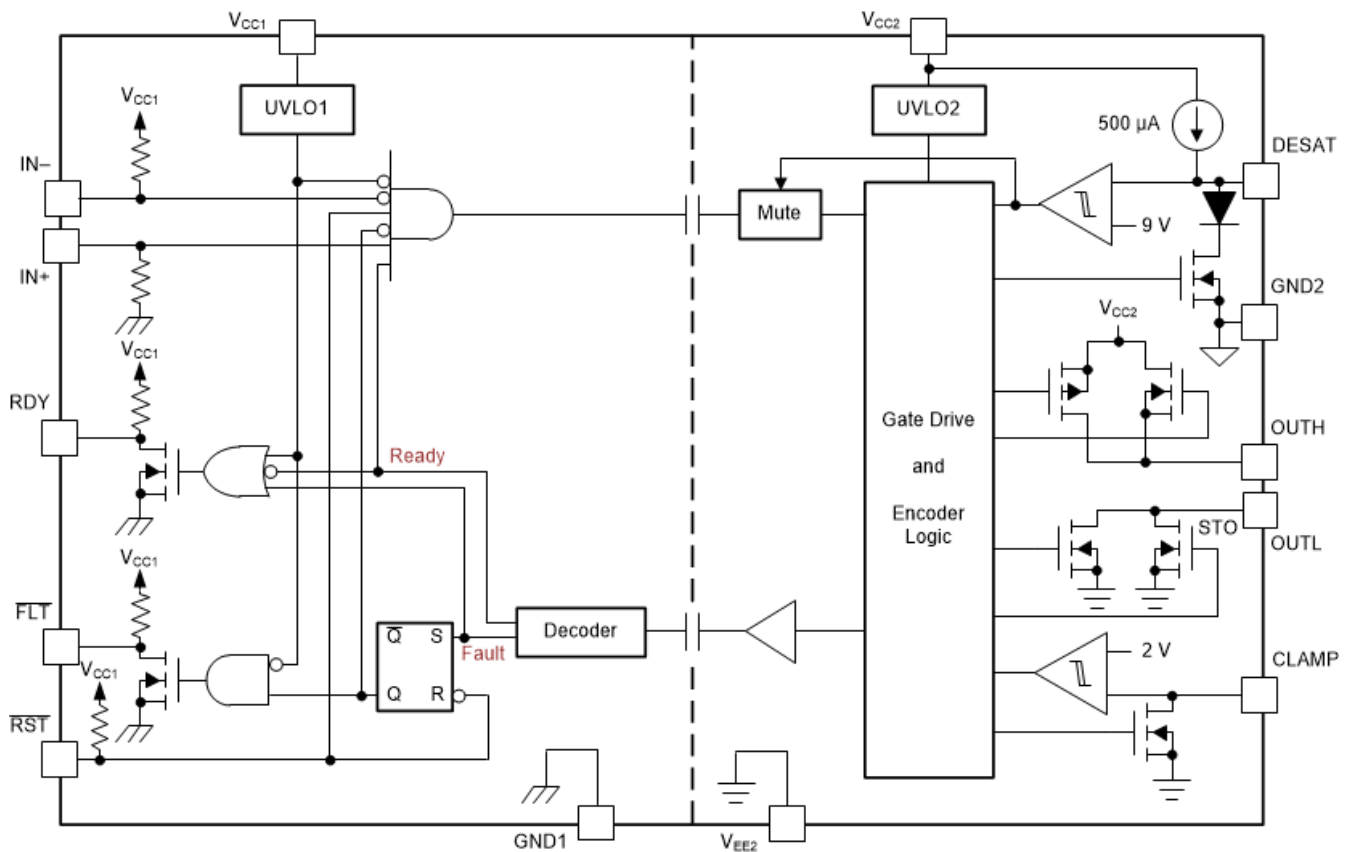 VCC1
VCC2
UVLO1
UVLO2
VCC1
500 µA
DESAT
IN–
Mute
9 V
IN+
GND2
VCC1
VCC2
RDY
Ready
Gate Drive
and
Encoder
Logic
OUTH
STO
OUTL
VCC1
FLT
Q S
Decoder
Fault
2 V
CLAMP
VCC1
Q R
RST
GND1
VEE2